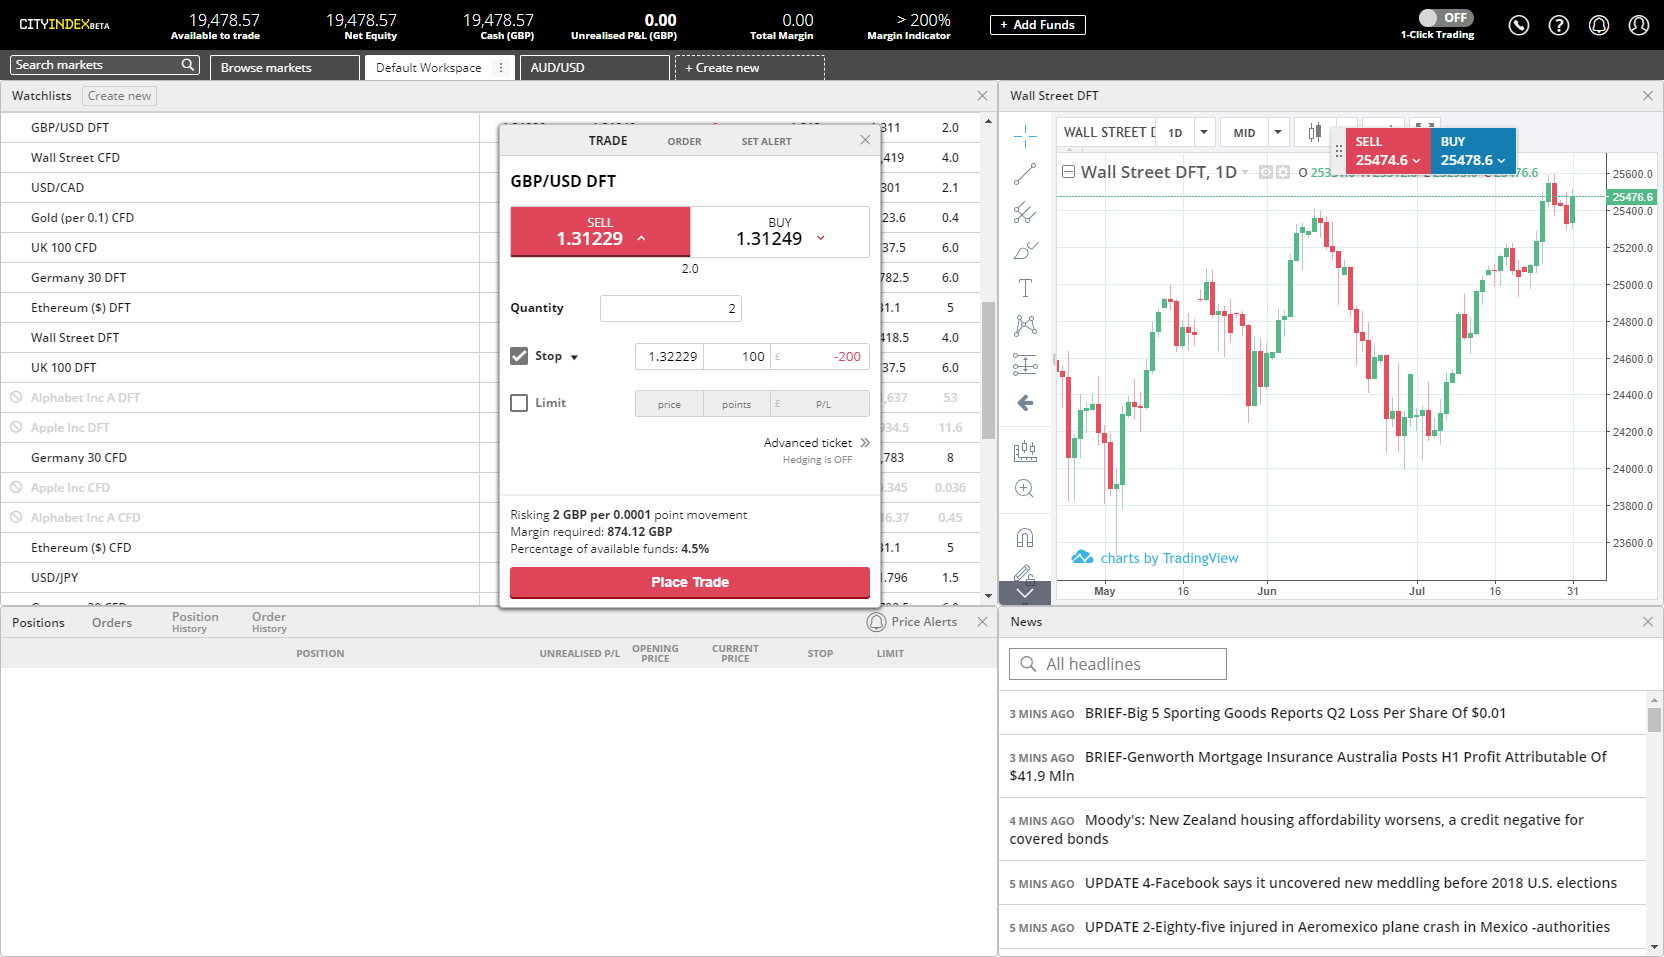 CITYINDEX BETA
19,478.57
Available to trade
19,478.57
Net Equity
19,478.57
Cash (GBP)
0.00
Unrealised P&L (GBP)
0.00
Total Margin
> 200%
Margin Indicator
+ Add Funds
OFF
1-Click Trading
Search markets
Browse markets
Default Workspace
AUD/USD
+ Create new
Watchlists
Create new
GBP/USD DFT
311 2.0
Wall Street CFD
,419 4.0
USD/CAD
301 2.1
Gold (per 0.1) CFD
23.6 0.4
UK 100 CFD
37.5 6.0
Germany 30 DFT
782.5 6.0
Ethereum ($) DFT
31.1 5
Wall Street DFT
418.5 4.0
UK 100 DFT
37.5 6.0
Alphabet Inc A DFT
,637 53
Apple Inc DFT
934.5 11.6
Germany 30 CFD
,783 8
Apple Inc CFD
.345 0.036
Alphabet Inc A CFD
16.37 0.45
Ethereum ($) CFD
31.1 5
USD/JPY
1.796 1.5
TRADE
ORDER
SET ALERT
GBP/USD DFT
SELL
1.31229
BUY
1.31249
2.0
Quantity
2
Stop
1.32229
100
£
-200
Limit
price
points
£
P/L
Advanced ticket
Hedging is OFF
Risking 2 GBP per 0.0001 point movement
Margin required: 874.12 GBP
Percentage of available funds: 4.5%
Place Trade
Wall Street DFT
WALL STREET D
1D
MID
SELL
25474.6
BUY
25478.6
Wall Street DFT, 1D
O
25600.0
25476.6
25400.0
25200.0
25000.0
24800.0
24600.0
24400.0
24200.0
24000.0
23800.0
23600.0
charts by TradingView
May
16
Jun
Jul
16
31
Positions
Orders
Position
History
Order
History
Price Alerts
POSITION
UNREALISED P/L
OPENING
PRICE
CURRENT
PRICE
STOP
LIMIT
News
All headlines
3 MINS AGO BRIEF-Big 5 Sporting Goods Reports Q2 Loss Per Share Of $0.01
3 MINS AGO BRIEF-Genworth Mortgage Insurance Australia Posts H1 Profit Attributable Of
$41.9 Mln
4 MINS AGO Moody's: New Zealand housing affordability worsens, a credit negative for
covered bonds
5 MINS AGO UPDATE 4-Facebook says it uncovered new meddling before 2018 U.S. elections
5 MINS AGO UPDATE 2-Eighty-five injured in Aeromexico plane crash in Mexico -authorities